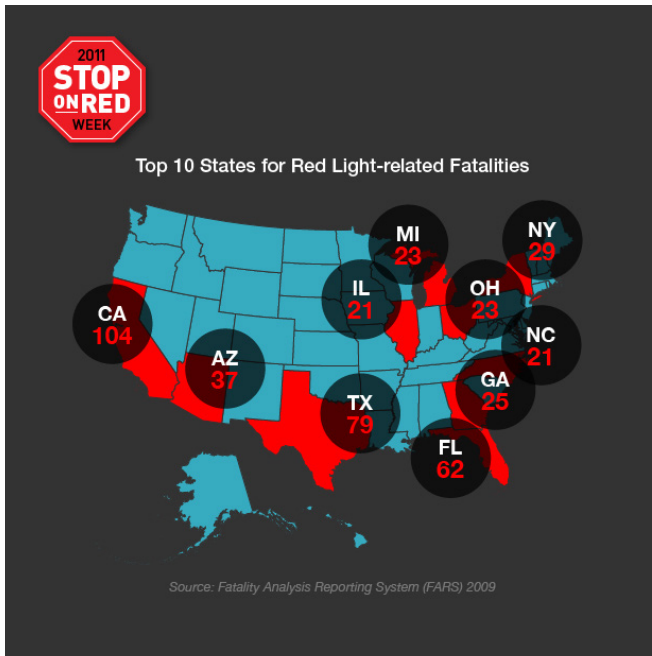 2011
STOP
ON RED
WEEK
Top 10 States for Red Light-related Fatalities
MI
23
NY
29
IL
21
OH
23
CA
104
NC
21
AZ
37
GA
25
TX
79
FL
62
Source: Fatality Analysis Reporting System (FARS) 2009